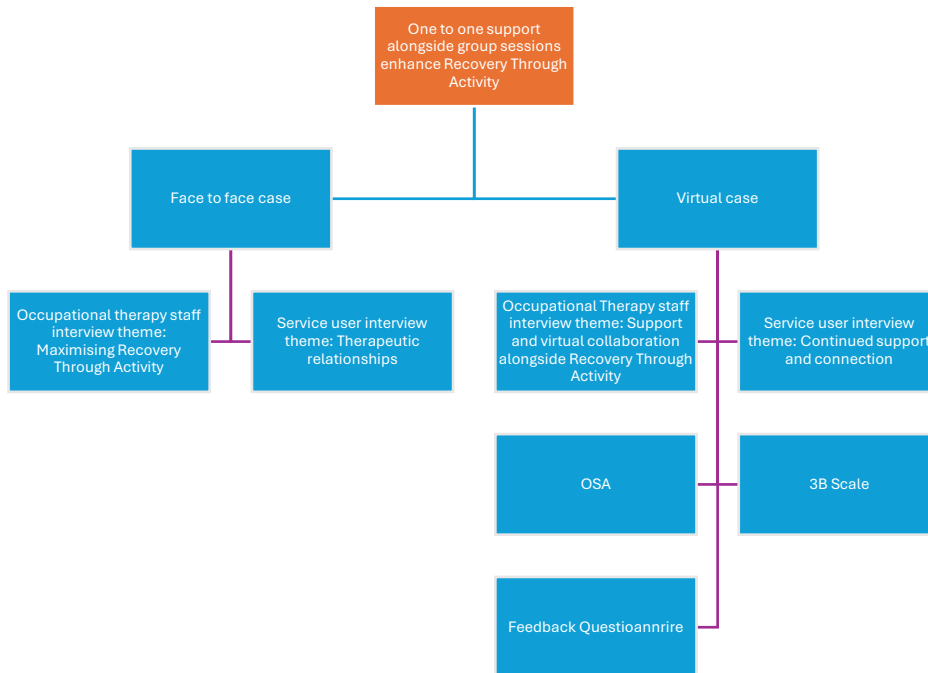 One to one support
alongside group sessions
enhance Recovery Through
Activity
Face to face case
Virtual case
Occupational therapy staff
interview theme:
Maximising Recovery
Through Activity
Service user interview
theme: Therapeutic
relationships
Occupational Therapy staff
interview theme: Support
and virtual collaboration
alongside Recovery Through
Activity
Service user interview
theme: Continued support
and connection
OSA
3B Scale
Feedback Questioannrire